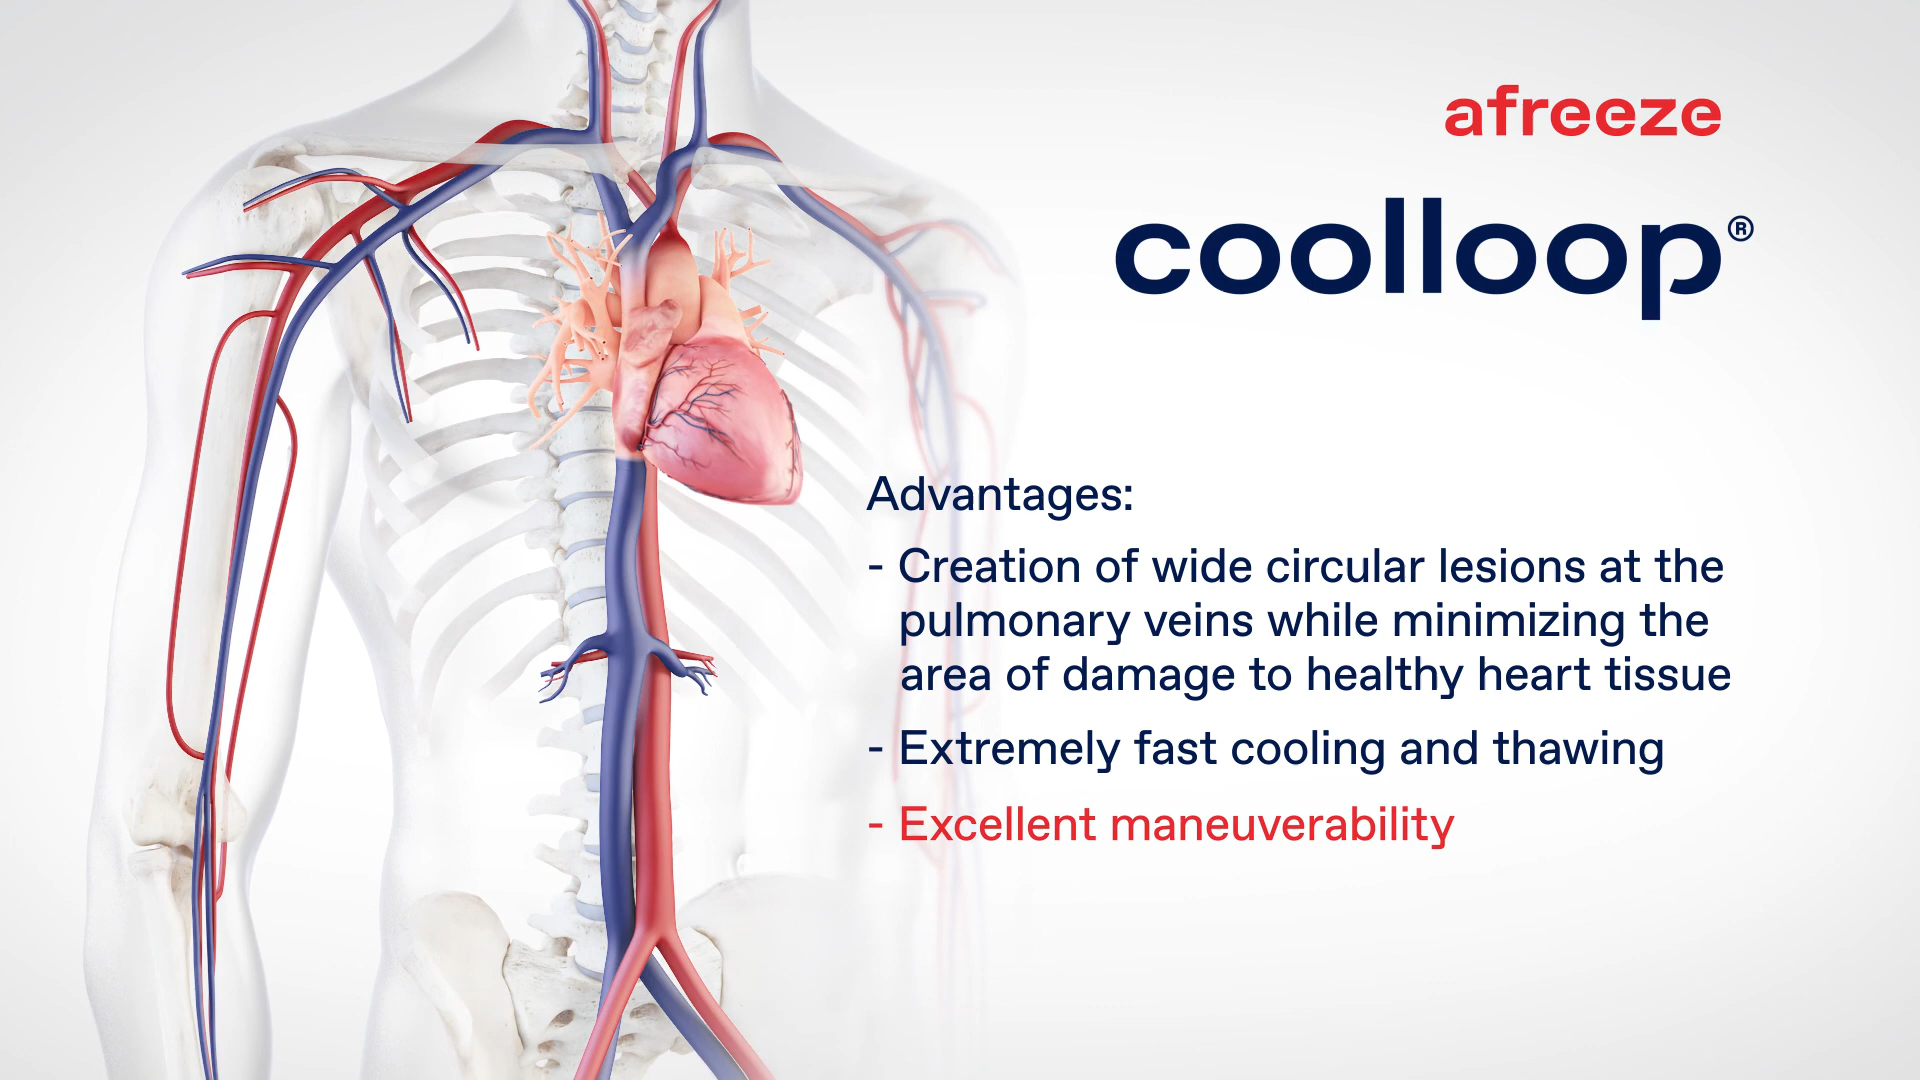 afreeze
coolloop®
Advantages:
- Creation of wide circular lesions at the
pulmonary veins while minimizing the
area of damage to healthy heart tissue
- Extremely fast cooling and thawing
- Excellent maneuverability